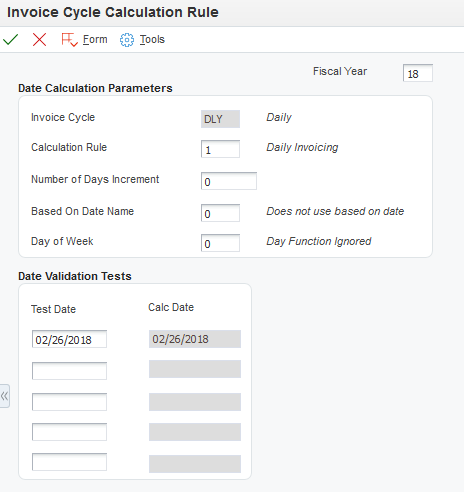 Invoice Cycle Calculation Rule
Form Tools
Fiscal Year 18
Date Calculation Parameters
Invoice Cycle DLY Daily
Calculation Rule 1 Daily Invoicing
Number of Days Increment 0
Based On Date Name 0 Does not use based on date
Day of Week 0 Day Function Ignored
Date Validation Tests
Test Date Calc Date
02/26/2018 02/26/2018